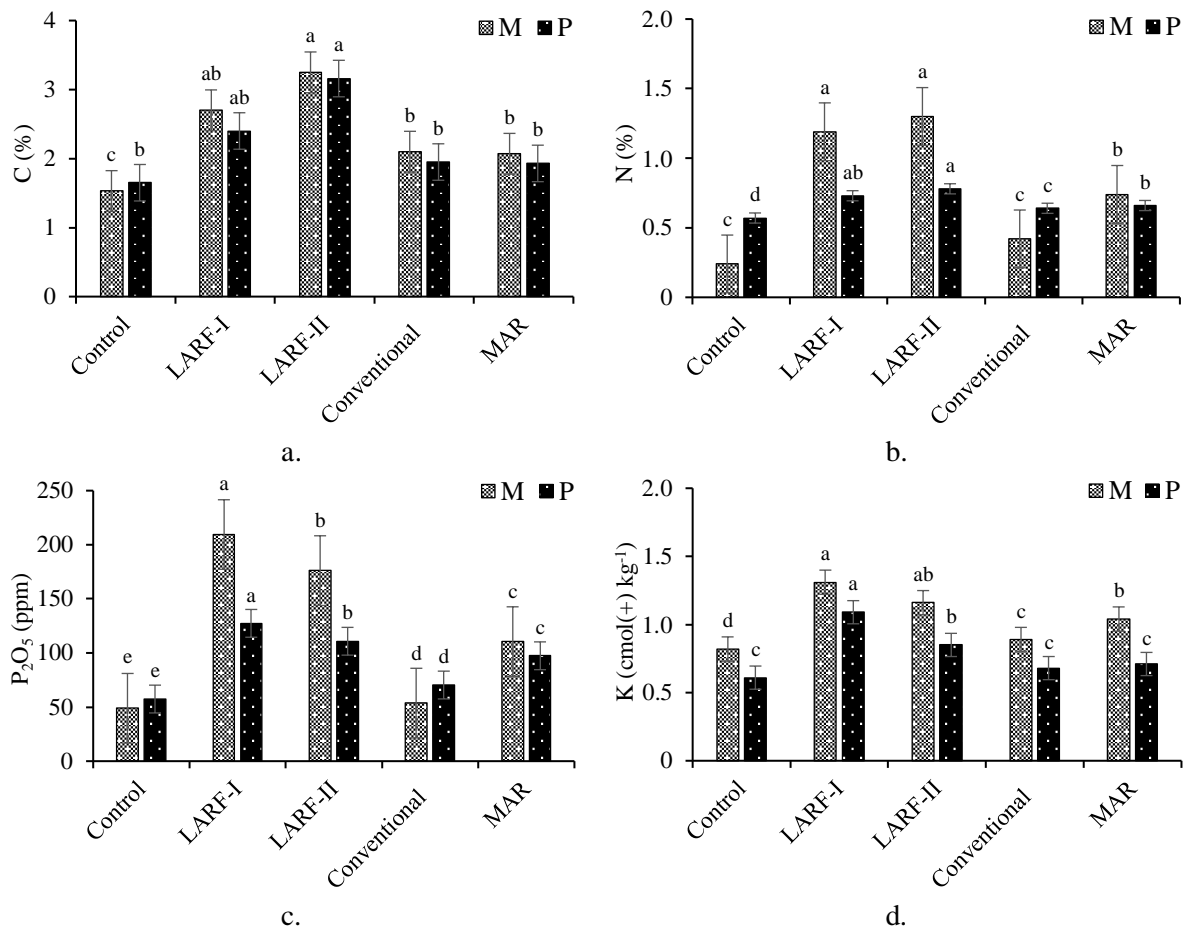 M P
4
3
2
1
0
C (%)
c b
ab ab
a a
b b
b b
Control
LARF-I
LARF-II
Conventional
MAR
a.
M P
2.0
1.5
1.0
0.5
0
N (%)
c d
a ab
a a
c c
b b
Control
LARF-I
LARF-II
Conventional
MAR
b.
M P
250
200
150
100
50
0
P₂O₅ (ppm)
e e
a a
b b
d d
c c
Control
LARF-I
LARF-II
Conventional
MAR
c.
M P
2.0
1.5
1.0
0.5
0
K (cmol(+) kg⁻¹)
d c
a a
ab b
c c
b c
Control
LARF-I
LARF-II
Conventional
MAR
d.